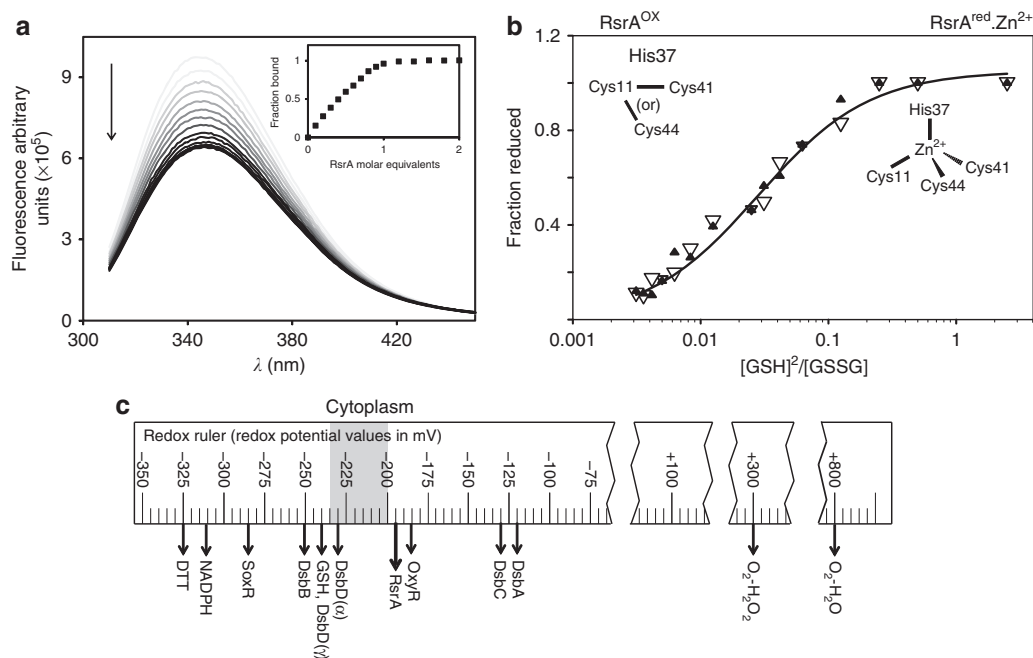 a
Fluorescence arbitrary
units (×10⁵)
9
6
3
0
300
340
380
420
λ (nm)
Fraction bound
1
0.5
0
0
1
2
RsrA molar equivalents
b
RsrAᴼˣ
RsrAʳᵉᵈ.Zn²⁺
Fraction reduced
1.2
0.8
0.4
His37
Cys11
Cys41
(or)
Cys44
His37
Zn²⁺
Cys11
Cys44
Cys41
0.001
0.01
0.1
1
[GSH]²/[GSSG]
c
Cytoplasm
Redox ruler (redox potential values in mV)
−350
−325
−300
−275
−250
−225
−200
−175
−150
−125
−100
−75
+100
+300
+800
DTT
NADPH
SoxR
DsbB
GSH, DsbD(γ)
DsbD(α)
RsrA
OxyR
DsbC
DsbA
O₂-H₂O₂
O₂-H₂O